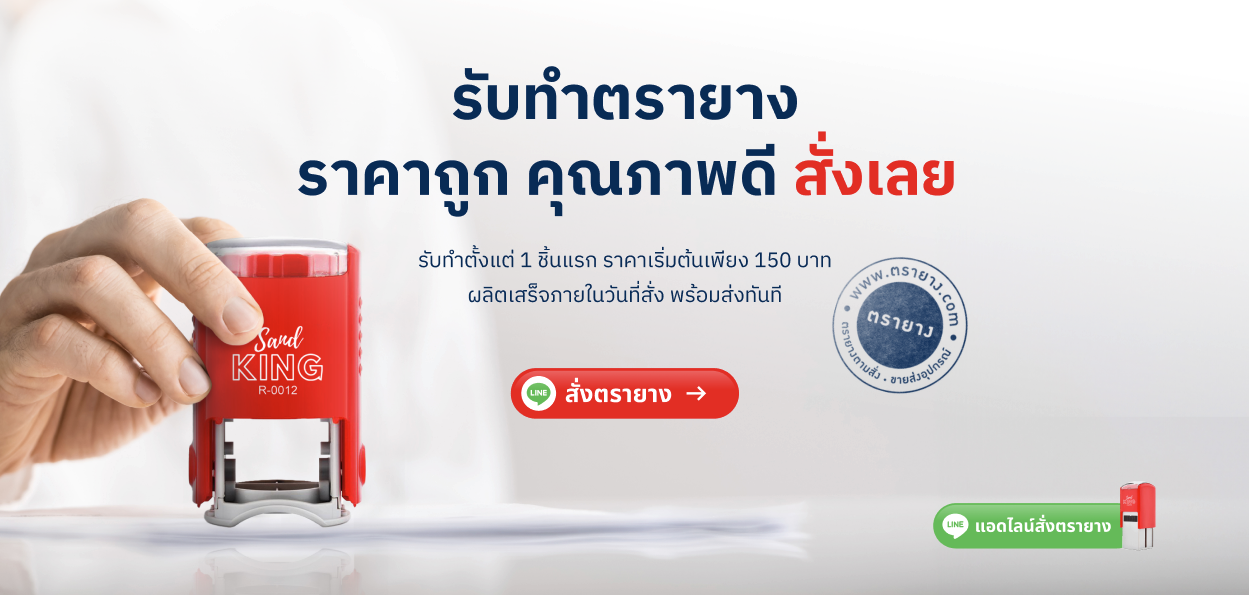 รับทำตรายาง
ราคาถูก คุณภาพดี สั่งเลย
รับทำตั้งแต่ 1 ชิ้นแรก ราคาเริ่มต้นเพียง 150 บาท
ผลิตเสร็จภายในวันที่สั่ง พร้อมส่งทันที
www.ตรายาง.com
ตรายาง
ตรายางตามสั่ง • ขายส่งอุปกรณ์
Sand
KING
R-0012
LINE สั่งตรายาง →
LINE แอดไลน์สั่งตรายาง